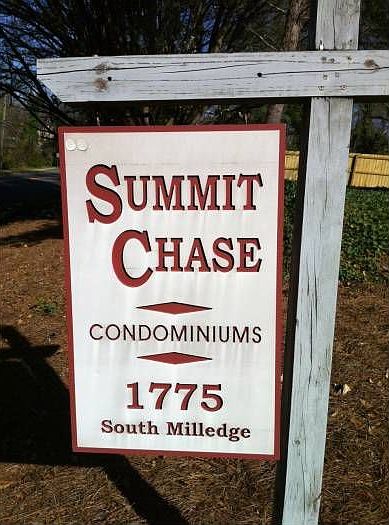 SUMMIT
CHASE
CONDOMINIUMS
1775
South Milledge